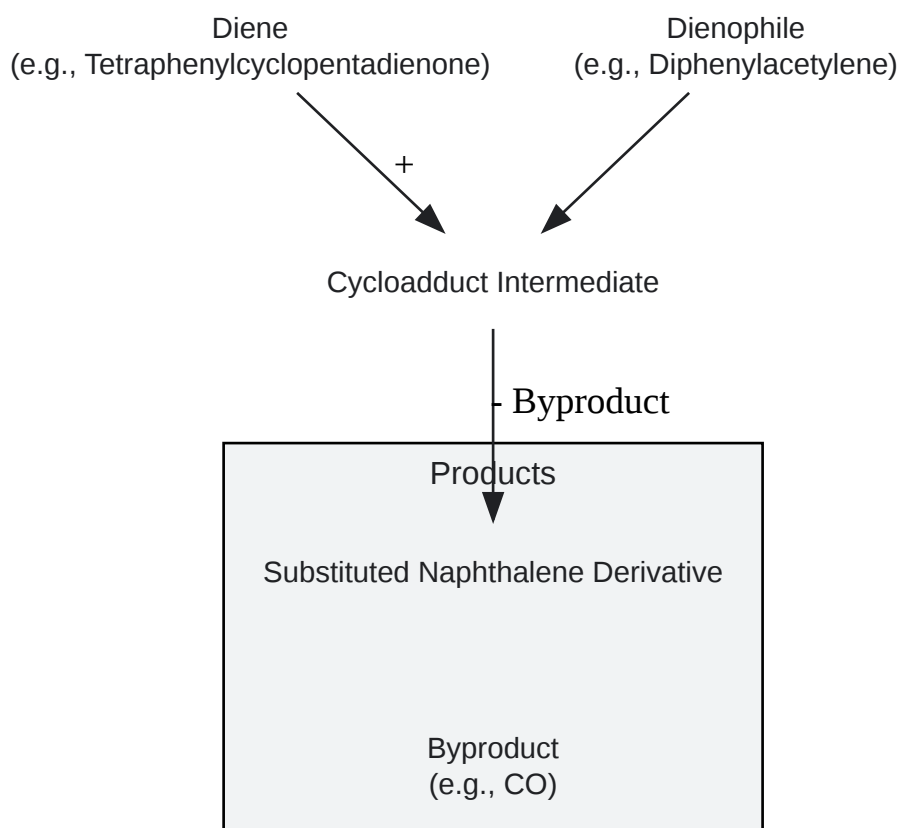 Diene
(e.g., Tetraphenylcyclopentadienone)
Dienophile
(e.g., Diphenylacetylene)
+
Cycloadduct Intermediate
- Byproduct
Products
Substituted Naphthalene Derivative
Byproduct
(e.g., CO)